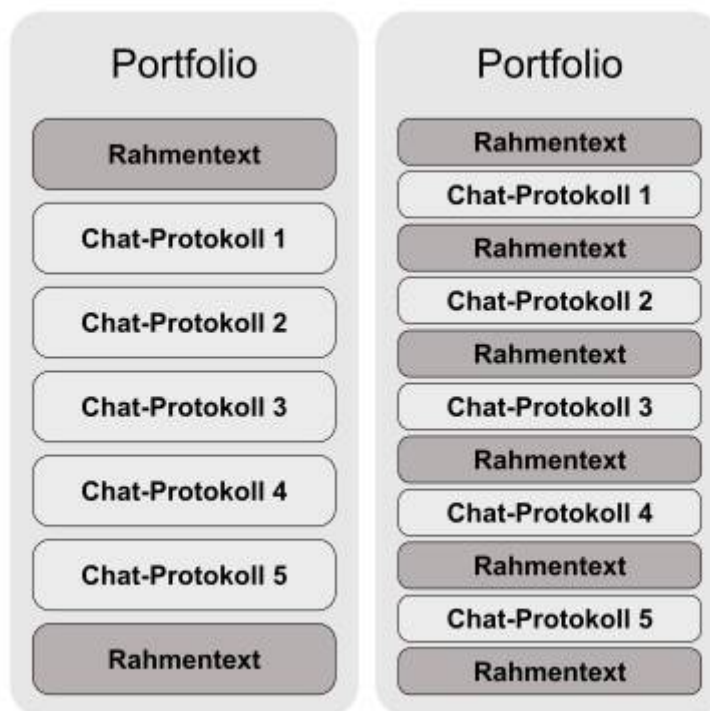 Portfolio
Rahmentext
Chat-Protokoll 1
Chat-Protokoll 2
Chat-Protokoll 3
Chat-Protokoll 4
Chat-Protokoll 5
Rahmentext
Portfolio
Rahmentext
Chat-Protokoll 1
Rahmentext
Chat-Protokoll 2
Rahmentext
Chat-Protokoll 3
Rahmentext
Chat-Protokoll 4
Rahmentext
Chat-Protokoll 5
Rahmentext